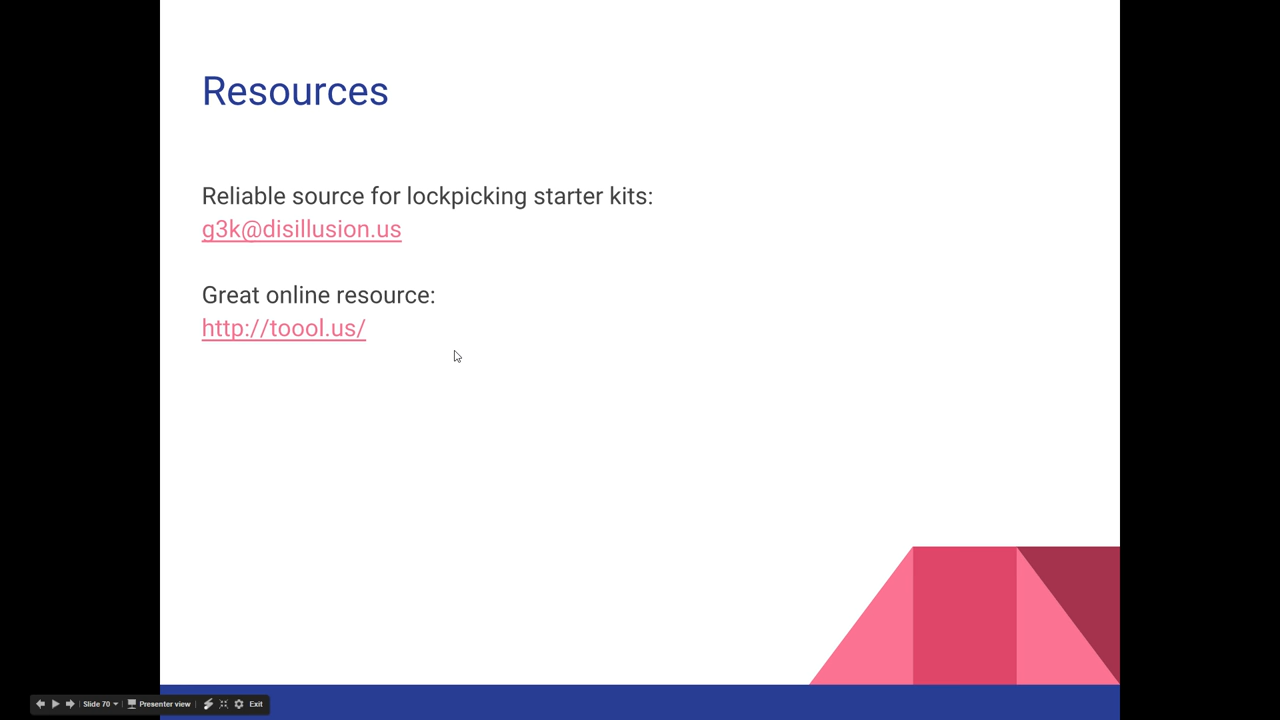 Resources
Reliable source for lockpicking starter kits:
g3k@disillusion.us
Great online resource:
http://toool.us/
Slide 70
Presenter view
Exit